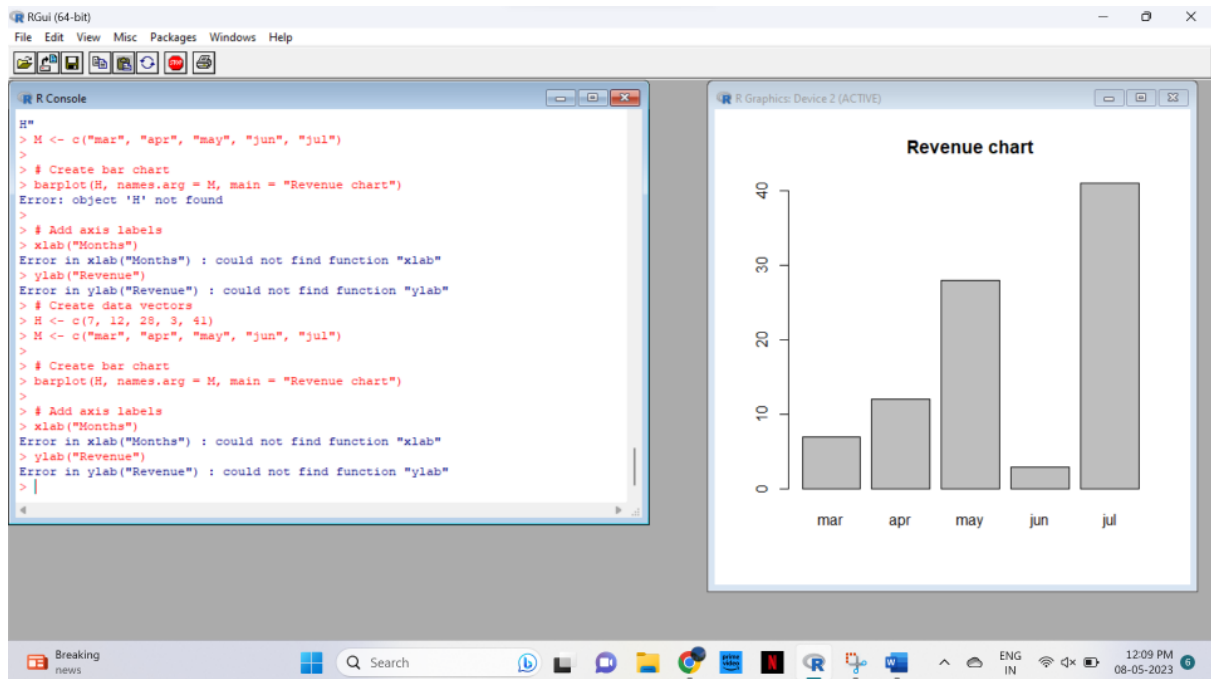 RGui (64-bit)
File Edit View Misc Packages Windows Help
STOP
R Console
H"
> M <- c("mar", "apr", "may", "jun", "jul")
>
> # Create bar chart
> barplot(H, names.arg = M, main = "Revenue chart")
Error: object 'H' not found
>
> # Add axis labels
> xlab("Months")
Error in xlab("Months") : could not find function "xlab"
> ylab("Revenue")
Error in ylab("Revenue") : could not find function "ylab"
> # Create data vectors
> H <- c(7, 12, 28, 3, 41)
> M <- c("mar", "apr", "may", "jun", "jul")
>
> # Create bar chart
> barplot(H, names.arg = M, main = "Revenue chart")
>
> # Add axis labels
> xlab("Months")
Error in xlab("Months") : could not find function "xlab"
> ylab("Revenue")
Error in ylab("Revenue") : could not find function "ylab"
>
R Graphics: Device 2 (ACTIVE)
Revenue chart
40
30
20
10
0
mar apr may jun jul
Breaking
news
Search
prime
video
N
R
W
ENG
IN
12:09 PM
08-05-2023
6